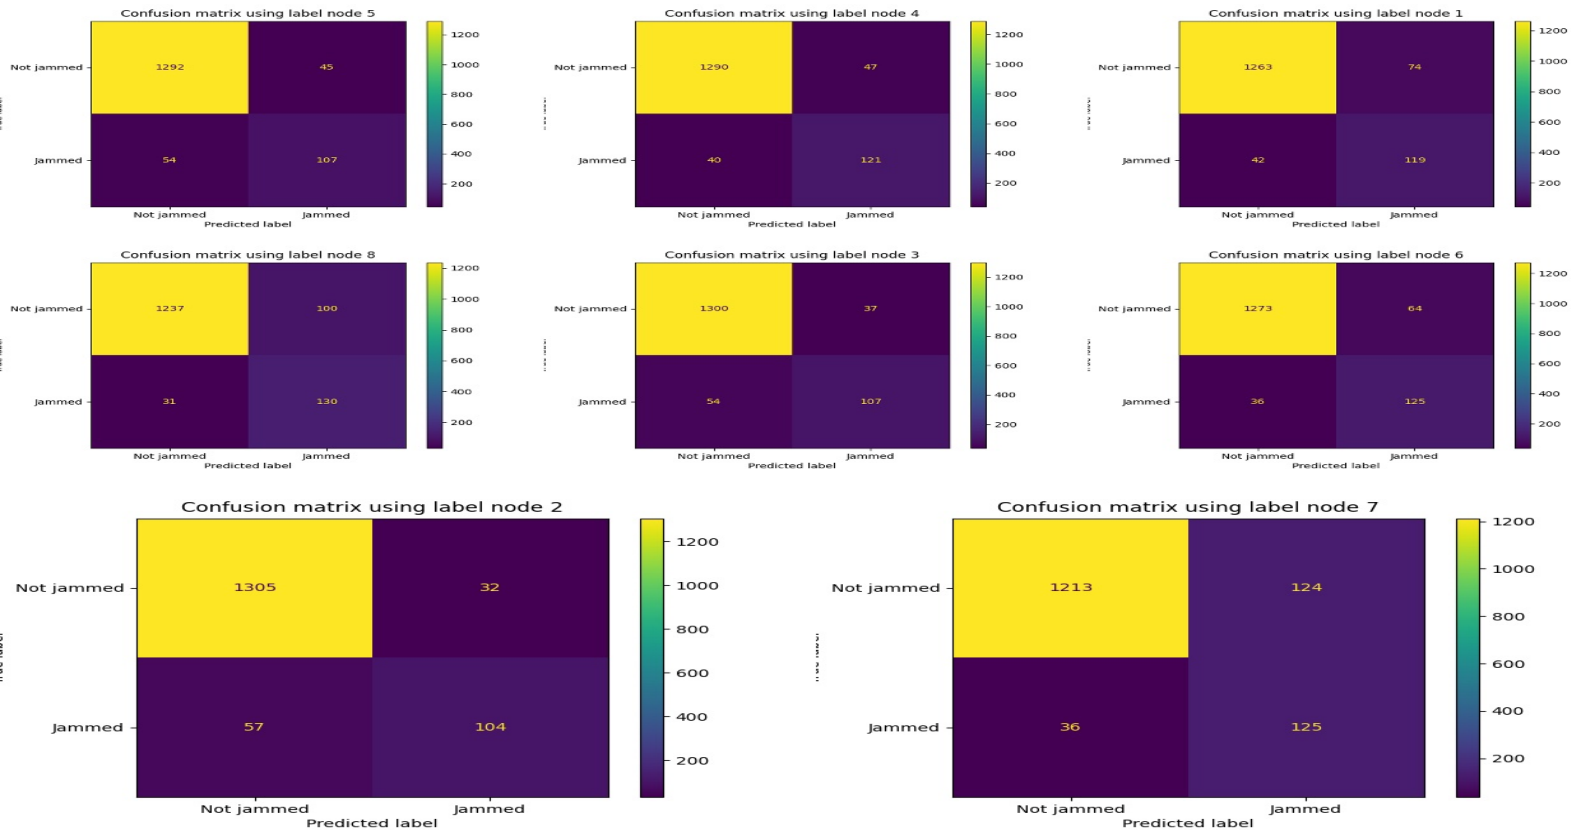 Confusion matrix using label node 5
Not jammed
1292
45
Jammed
54
107
Not jammed
Jammed
Predicted label
1200
1000
800
600
400
200
Confusion matrix using label node 4
Not jammed
1290
47
Jammed
40
121
Not jammed
Jammed
Predicted label
1200
1000
800
600
400
200
Confusion matrix using label node 1
Not jammed
1263
74
Jammed
42
119
Not jammed
Jammed
Predicted label
1200
1000
800
600
400
200
Confusion matrix using label node 8
Not jammed
1237
100
Jammed
31
130
Not jammed
Jammed
Predicted label
1200
1000
800
600
400
200
Confusion matrix using label node 3
Not jammed
1300
37
Jammed
54
107
Not jammed
Jammed
Predicted label
1200
1000
800
600
400
200
Confusion matrix using label node 6
Not jammed
1273
64
Jammed
36
125
Not jammed
Jammed
Predicted label
1200
1000
800
600
400
200
Confusion matrix using label node 2
Not jammed
1305
32
Jammed
57
104
Not jammed
Jammed
Predicted label
1200
1000
800
600
400
200
Confusion matrix using label node 7
Not jammed
1213
124
Jammed
36
125
Not jammed
Jammed
Predicted label
1200
1000
800
600
400
200